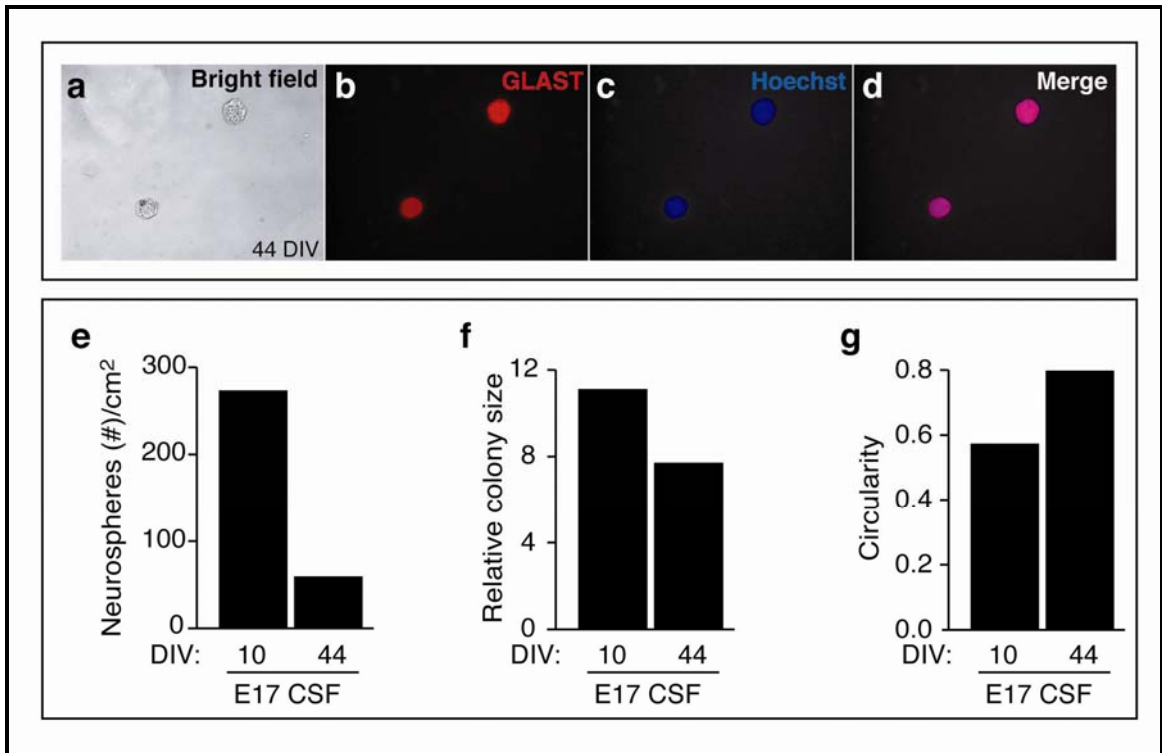 a
Bright field
44 DIV
b
GLAST
c
Hoechst
d
Merge
e
Neurospheres (#)/cm²
300
200
100
0
DIV: 10 44
E17 CSF
f
Relative colony size
12
8
4
0
DIV: 10 44
E17 CSF
g
Circularity
0.8
0.6
0.4
0.2
0.0
DIV: 10 44
E17 CSF